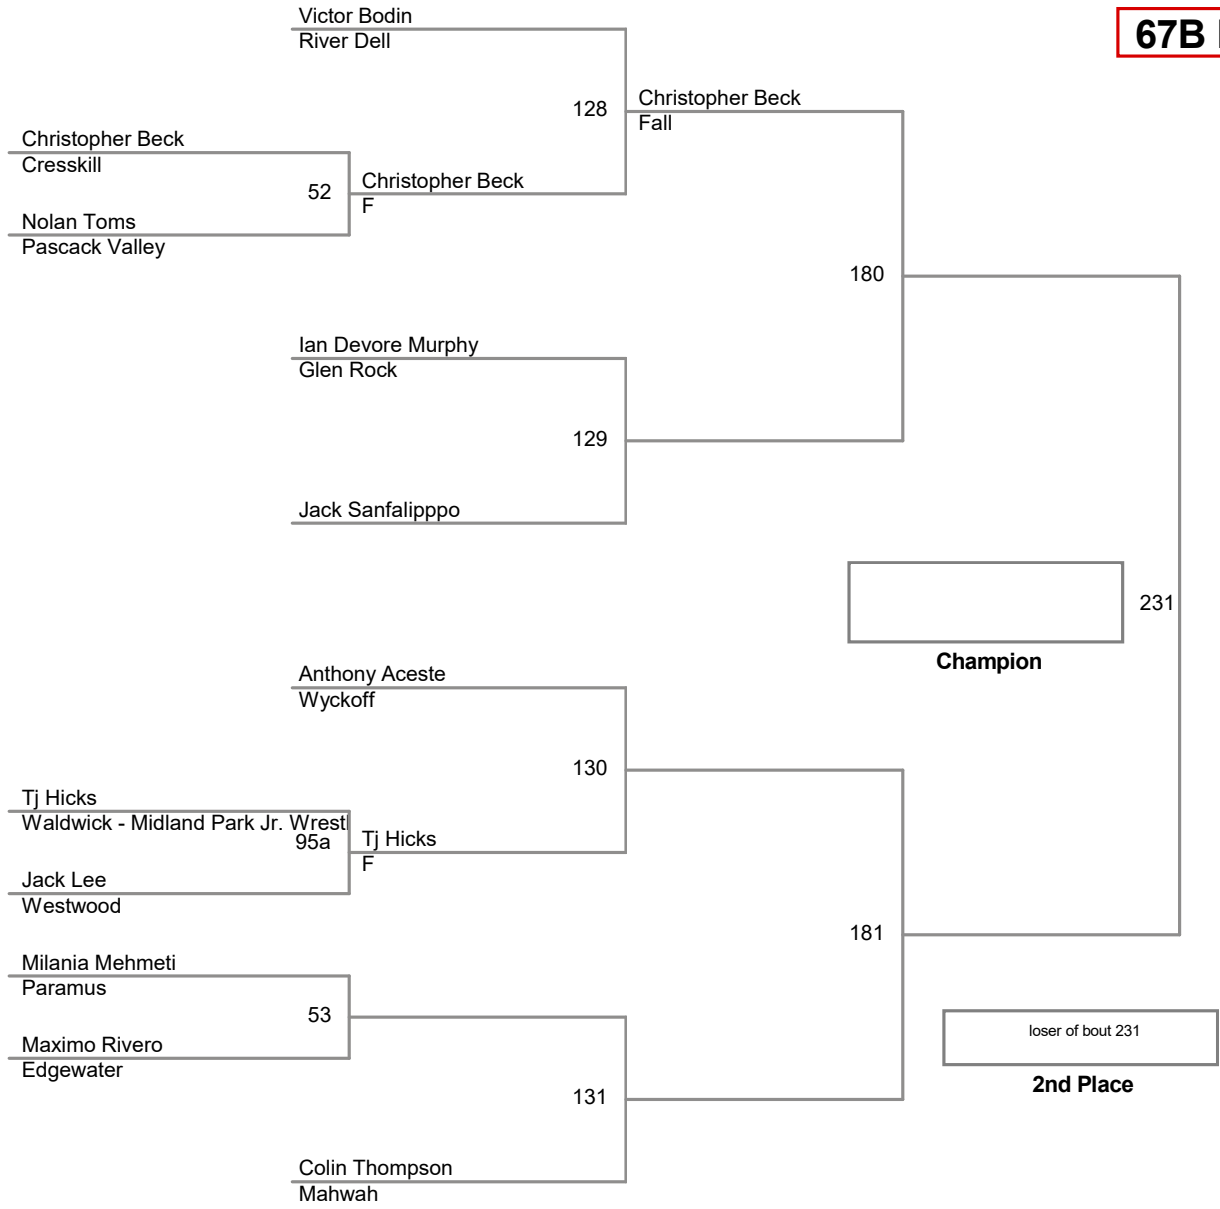 Victor Bodin
River Dell
67B
128
Christopher Beck
Fall
Christopher Beck
Cresskill
52
Christopher Beck
F
Nolan Toms
Pascack Valley
180
Ian Devore Murphy
Glen Rock
129
Jack Sanfalipppo
231
Champion
Anthony Aceste
Wyckoff
130
Tj Hicks
Waldwick - Midland Park Jr. Wrestl
95a
Tj Hicks
F
Jack Lee
Westwood
181
Milania Mehmeti
Paramus
53
Maximo Rivero
Edgewater
loser of bout 231
2nd Place
131
Colin Thompson
Mahwah